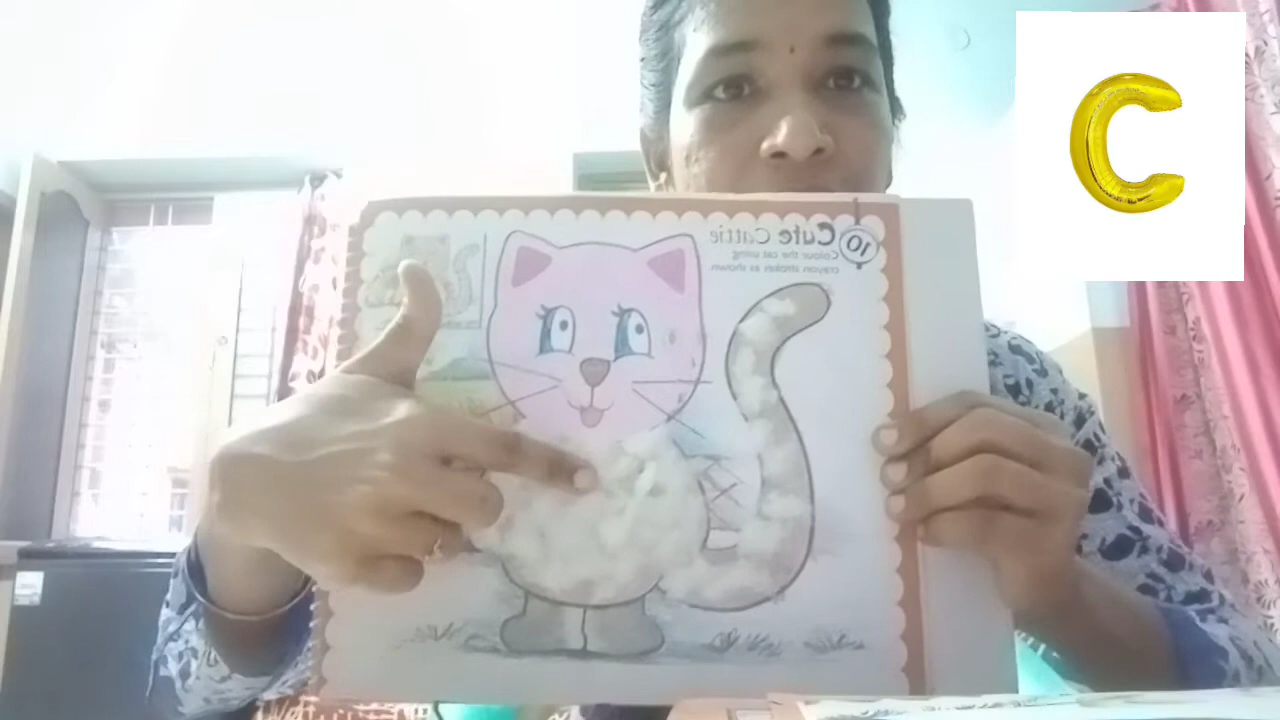 10
Cute Cattie
Colour the cat using
crayon strokes as shown.
C